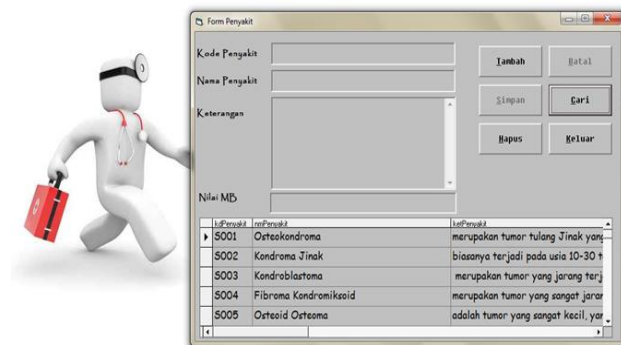 Form Penyakit
Kode Penyakit
Nama Penyakit
Keterangan
Nilai MB
Tambah Batal
Simpan Cari
Hapus Keluar
kdPenyakit nmPenyakit ketPenyakit
S001 Osteokondroma merupakan tumor tulang Jinak yang
S002 Kondroma Jinak biasanya terjadi pada usia 10-30 t
S003 Kondroblastoma merupakan tumor yang jarang terj
S004 Fibroma Kondromiksoid merupakan tumor yang sangat jarar
S005 Osteoid Osteoma adalah tumor yang sangat kecil, yar